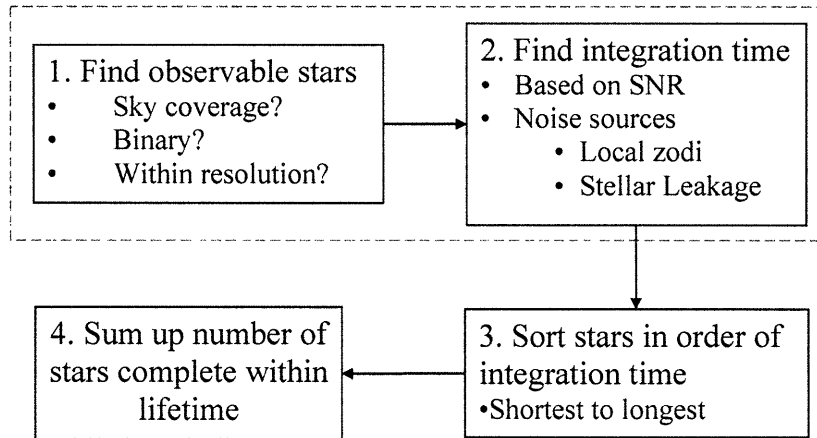 1. Find observable stars
• Sky coverage?
• Binary?
• Within resolution?
2. Find integration time
• Based on SNR
• Noise sources
• Local zodi
• Stellar Leakage
3. Sort stars in order of
integration time
•Shortest to longest
4. Sum up number of
stars complete within
lifetime